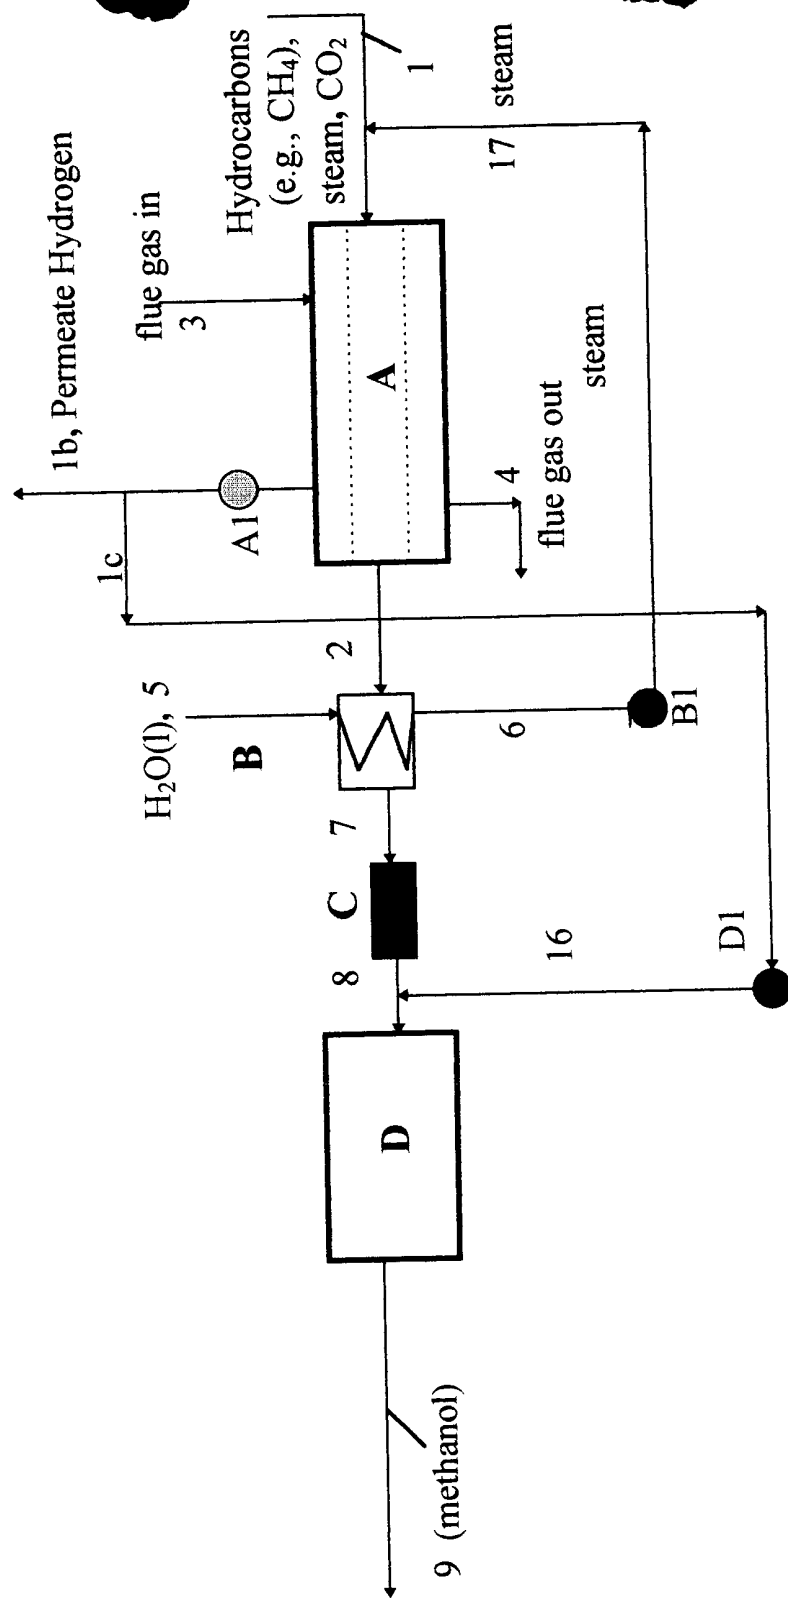 1b, Permeate Hydrogen
flue gas in
3
Hydrocarbons
(e.g., CH₄),
steam, CO₂
1
steam
17
1c
A1
A
4
flue gas out
steam
H₂O(l), 5
B
2
6
B1
7
C
8
16
D1
D
9 (methanol)